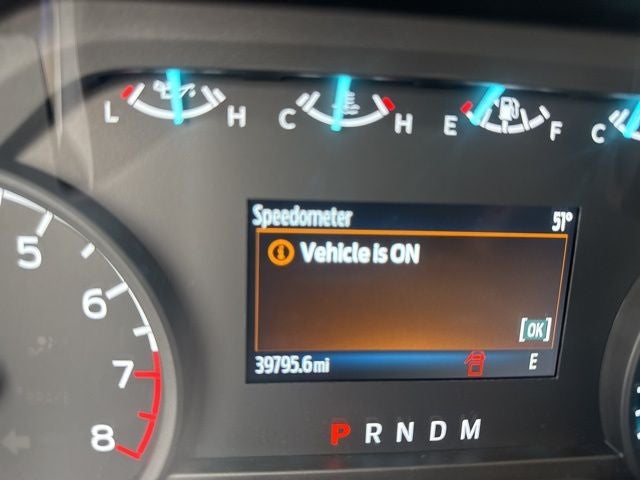 L H C H E F C
Speedometer 51°
Vehicle is ON
[OK]
39795.6mi E
5
6
7
8
P R N D M